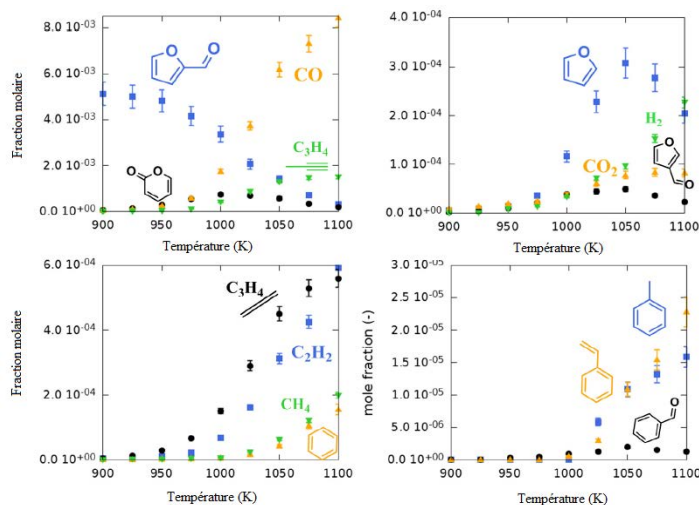 Fraction molaire
8.0 10⁻⁰³
6.0 10⁻⁰³
4.0 10⁻⁰³
2.0 10⁻⁰³
0.0 10⁺⁰⁰
O
O
CO
C₃H₄
O
O
900 950 1000 1050 1100
Température (K)
Fraction molaire
4.0 10⁻⁰⁴
3.0 10⁻⁰⁴
2.0 10⁻⁰⁴
1.0 10⁻⁰⁴
0.0 10⁺⁰⁰
O
H₂
O
CO₂
O
900 950 1000 1050 1100
Température (K)
Fraction molaire
6.0 10⁻⁰⁴
4.0 10⁻⁰⁴
2.0 10⁻⁰⁴
0.0 10⁺⁰⁰
C₃H₄
C₂H₂
CH₄
900 950 1000 1050 1100
Température (K)
mole fraction (-)
3.0 10⁻⁰⁵
2.5 10⁻⁰⁵
2.0 10⁻⁰⁵
1.5 10⁻⁰⁵
1.0 10⁻⁰⁵
5.0 10⁻⁰⁶
0.0 10⁺⁰⁰
O
900 950 1000 1050 1100
Température (K)